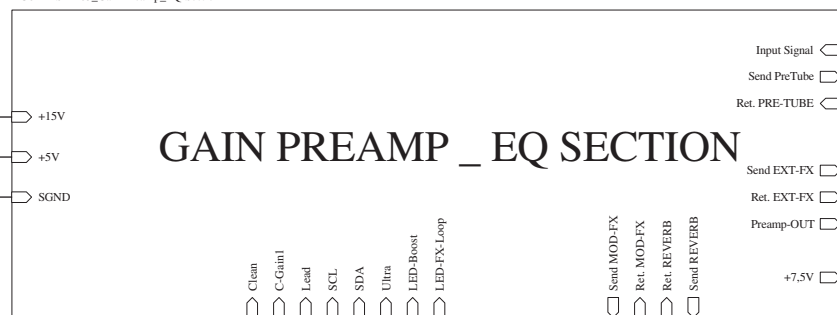 Input Signal
Send PreTube
Ret. PRE-TUBE
+15V
GAIN PREAMP _ EQ SECTION
+5V
Send EXT-FX
SGND
Ret. EXT-FX
Preamp-OUT
+7,5V
Clean
C-Gain1
Lead
SCL
SDA
Ultra
LED-Boost
LED-FX-Loop
Send MOD-FX
Ret. MOD-FX
Ret. REVERB
Send REVERB